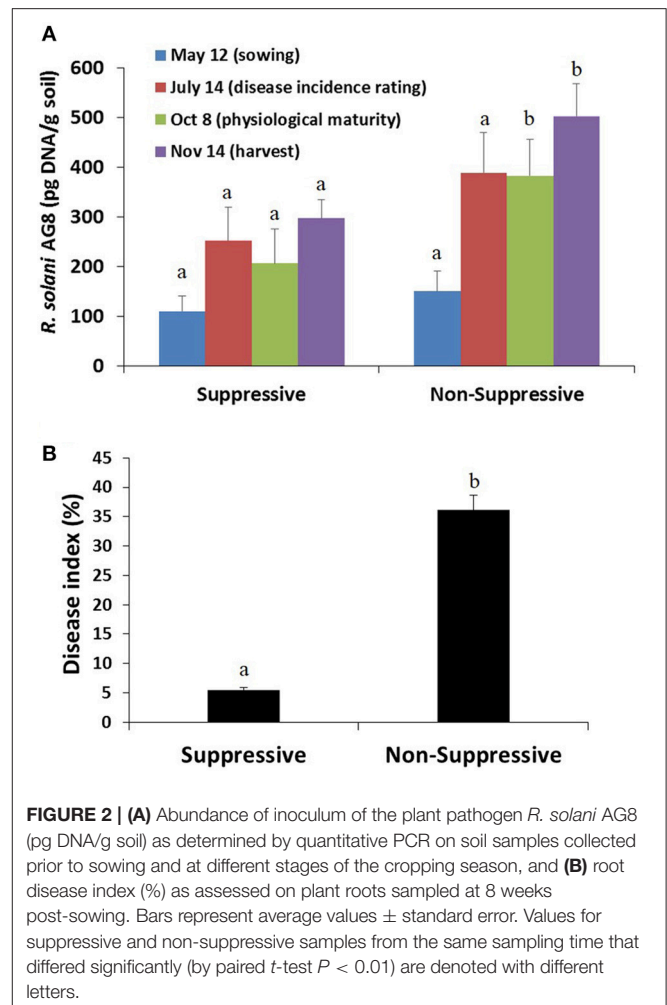 A
R. solani AG8 (pg DNA/g soil)
600
500
400
300
200
100
0
May 12 (sowing)
July 14 (disease incidence rating)
Oct 8 (physiological maturity)
Nov 14 (harvest)
a
a
a
a
a
a
b
b
Suppressive
Non-Suppressive
B
Disease index (%)
45
40
35
30
25
20
15
10
5
0
a
b
Suppressive
Non-Suppressive
FIGURE 2 | (A) Abundance of inoculum of the plant pathogen R. solani AG8
(pg DNA/g soil) as determined by quantitative PCR on soil samples collected
prior to sowing and at different stages of the cropping season, and (B) root
disease index (%) as assessed on plant roots sampled at 8 weeks
post-sowing. Bars represent average values ± standard error. Values for
suppressive and non-suppressive samples from the same sampling time that
differed significantly (by paired t-test P < 0.01) are denoted with different
letters.